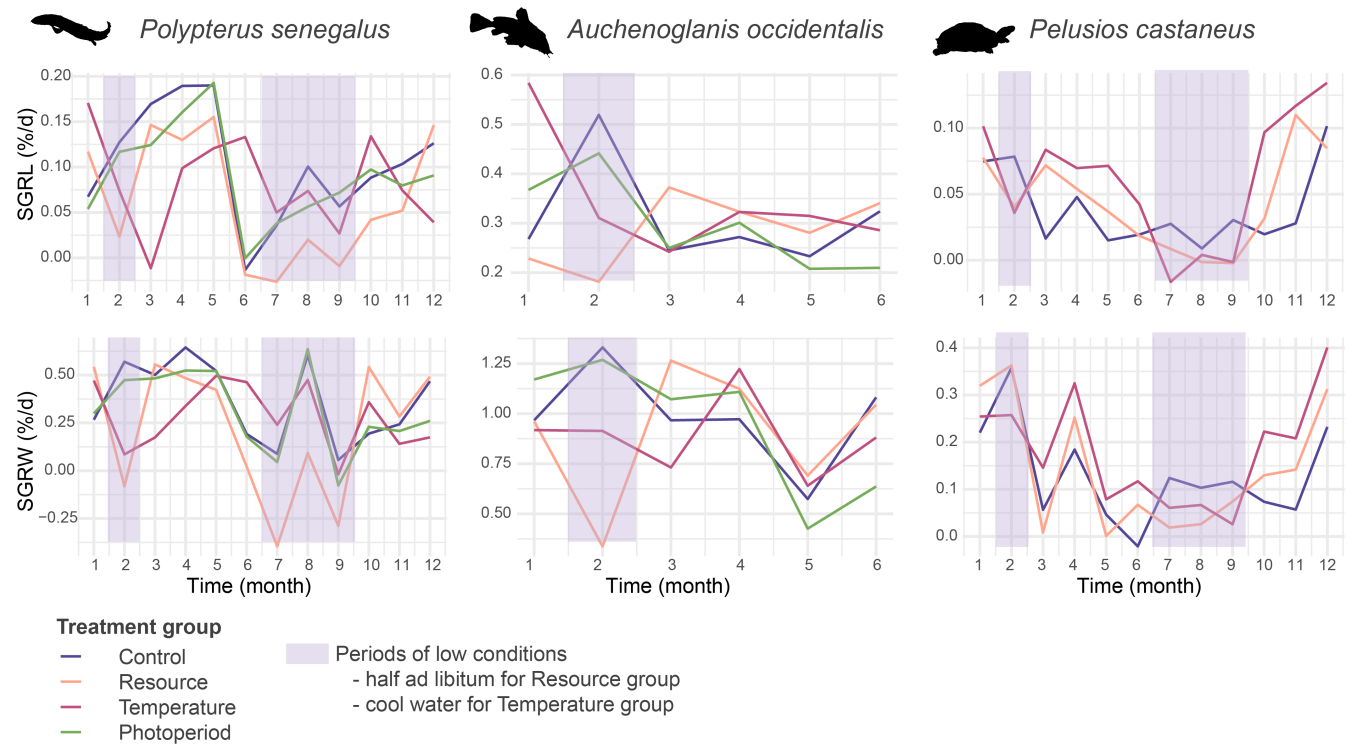 Polypterus senegalus
Auchenoglanis occidentalis
Pelusios castaneus
SGRL (%/d)
0.20
0.15
0.10
0.05
0.00
1 2 3 4 5 6 7 8 9 10 11 12
0.6
0.5
0.4
0.3
0.2
1 2 3 4 5 6
0.10
0.05
0.00
1 2 3 4 5 6 7 8 9 10 11 12
SGRW (%/d)
0.50
0.25
0.00
−0.25
1 2 3 4 5 6 7 8 9 10 11 12
Time (month)
1.25
1.00
0.75
0.50
1 2 3 4 5 6
Time (month)
0.4
0.3
0.2
0.1
0.0
1 2 3 4 5 6 7 8 9 10 11 12
Time (month)
Treatment group
Control
Resource
Temperature
Photoperiod
Periods of low conditions
- half ad libitum for Resource group
- cool water for Temperature group